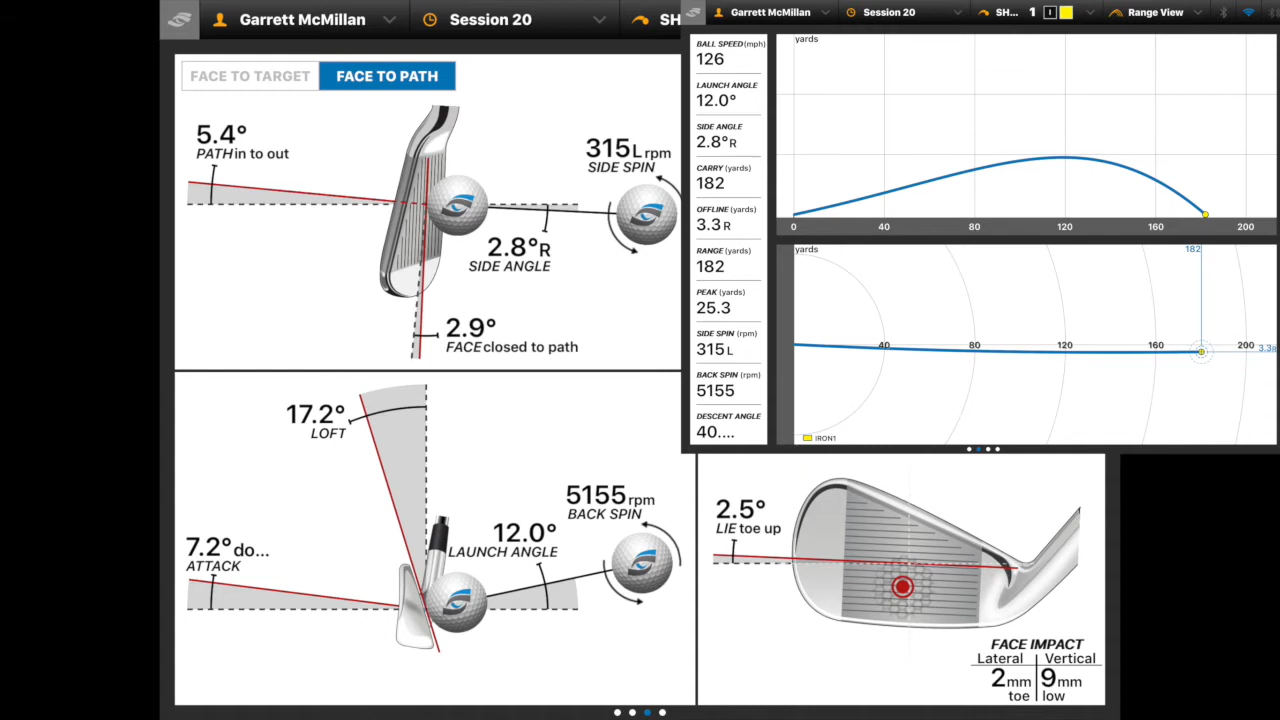 Garrett McMillan
Session 20
SH
FACE TO TARGET
FACE TO PATH
5.4°
PATH in to out
315L rpm
SIDE SPIN
2.8°R
SIDE ANGLE
2.9°
FACE closed to path
17.2°
LOFT
5155rpm
BACK SPIN
12.0°
LAUNCH ANGLE
7.2°do...
ATTACK
Garrett McMillan
Session 20
SH...
1
Range View
BALL SPEED(mph)
126
LAUNCH ANGLE
12.0°
SIDE ANGLE
2.8°R
CARRY (yards)
182
OFFLINE (yards)
3.3 R
RANGE (yards)
182
PEAK (yards)
25.3
SIDE SPIN (rpm)
315 L
BACK SPIN (rpm)
5155
DESCENT ANGLE
40....
yards
0 40 80 120 160 200
yards
182
40 80 120 160 200
3.3R
IRON1
2.5°
LIE toe up
FACE IMPACT
Lateral Vertical
2mm 9mm
toe low